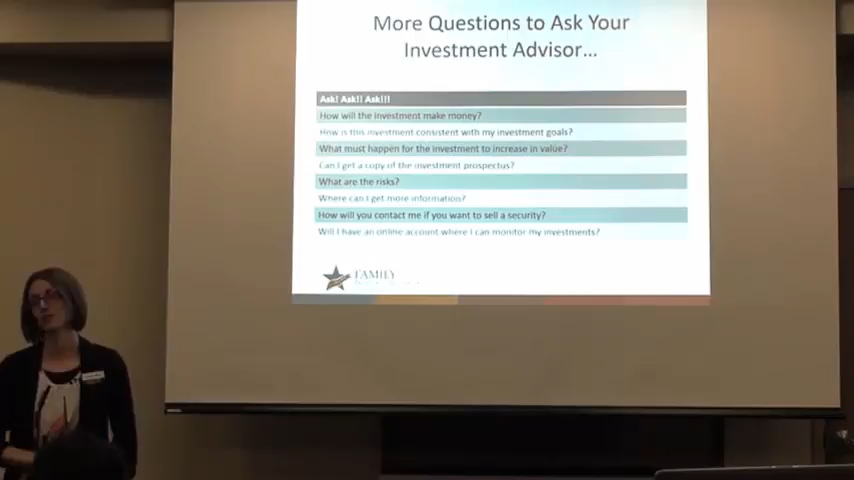 More Questions to Ask Your
Investment Advisor...
Ask! Ask!! Ask!!!
How will the investment make money?
How is this investment consistent with my investment goals?
What must happen for the investment to increase in value?
Can I get a copy of the investment prospectus?
What are the risks?
Where can I get more information?
How will you contact me if you want to sell a security?
Will I have an online account where I can monitor my investments?
FAMILY